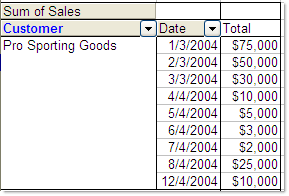 Sum of Sales
Customer Date Total
Pro Sporting Goods 1/3/2004 $75,000
2/3/2004 $50,000
3/3/2004 $30,000
4/4/2004 $10,000
5/4/2004 $5,000
6/4/2004 $3,000
7/4/2004 $2,000
8/4/2004 $25,000
12/4/2004 $10,000